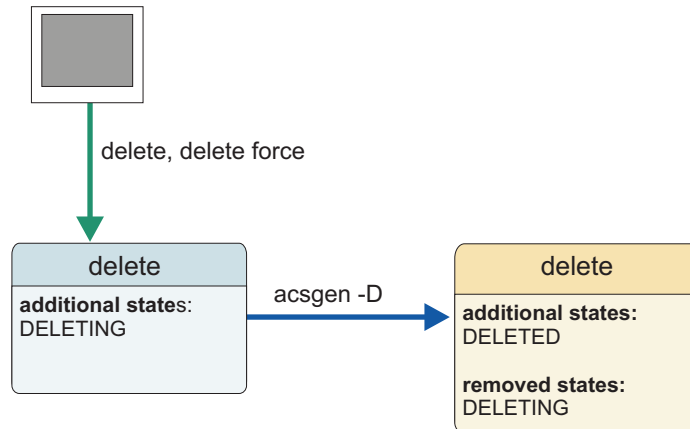 delete, delete force
delete
additional states:
DELETING
acsgen -D
delete
additional states:
DELETED
removed states:
DELETING